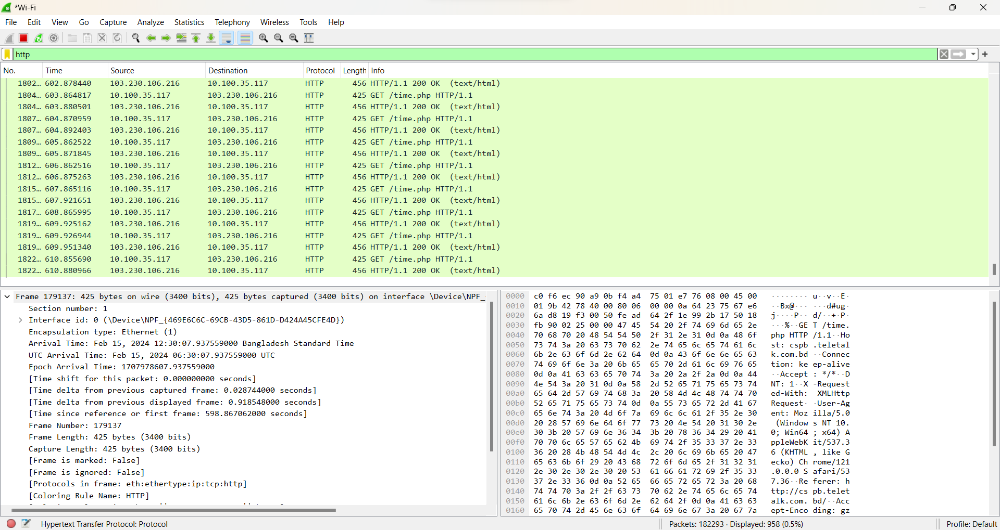 *Wi-Fi
File Edit View Go Capture Analyze Statistics Telephony Wireless Tools Help
http
No. Time Source Destination Protocol Length Info
1802… 602.878440 103.230.106.216 10.100.35.117 HTTP 456 HTTP/1.1 200 OK (text/html)
1804… 603.864817 10.100.35.117 103.230.106.216 HTTP 425 GET /time.php HTTP/1.1
1804… 603.880501 103.230.106.216 10.100.35.117 HTTP 456 HTTP/1.1 200 OK (text/html)
1807… 604.870959 10.100.35.117 103.230.106.216 HTTP 425 GET /time.php HTTP/1.1
1807… 604.892403 103.230.106.216 10.100.35.117 HTTP 456 HTTP/1.1 200 OK (text/html)
1809… 605.862522 10.100.35.117 103.230.106.216 HTTP 425 GET /time.php HTTP/1.1
1809… 605.871845 103.230.106.216 10.100.35.117 HTTP 456 HTTP/1.1 200 OK (text/html)
1812… 606.862516 10.100.35.117 103.230.106.216 HTTP 425 GET /time.php HTTP/1.1
1812… 606.875263 103.230.106.216 10.100.35.117 HTTP 456 HTTP/1.1 200 OK (text/html)
1815… 607.865116 10.100.35.117 103.230.106.216 HTTP 425 GET /time.php HTTP/1.1
1815… 607.921651 103.230.106.216 10.100.35.117 HTTP 456 HTTP/1.1 200 OK (text/html)
1817… 608.865995 10.100.35.117 103.230.106.216 HTTP 425 GET /time.php HTTP/1.1
1819… 609.925162 103.230.106.216 10.100.35.117 HTTP 456 HTTP/1.1 200 OK (text/html)
1819… 609.926944 10.100.35.117 103.230.106.216 HTTP 425 GET /time.php HTTP/1.1
1819… 609.951340 103.230.106.216 10.100.35.117 HTTP 456 HTTP/1.1 200 OK (text/html)
1822… 610.855690 10.100.35.117 103.230.106.216 HTTP 425 GET /time.php HTTP/1.1
1822… 610.880966 103.230.106.216 10.100.35.117 HTTP 456 HTTP/1.1 200 OK (text/html)
Frame 179137: 425 bytes on wire (3400 bits), 425 bytes captured (3400 bits) on interface \Device\NPF_
Section number: 1
Interface id: 0 (\Device\NPF_{469E6C6C-69CB-43D5-861D-D424A45CFE4D})
Encapsulation type: Ethernet (1)
Arrival Time: Feb 15, 2024 12:30:07.937559000 Bangladesh Standard Time
UTC Arrival Time: Feb 15, 2024 06:30:07.937559000 UTC
Epoch Arrival Time: 1707978607.937559000
[Time shift for this packet: 0.000000000 seconds]
[Time delta from previous captured frame: 0.028744000 seconds]
[Time delta from previous displayed frame: 0.918548000 seconds]
[Time since reference or first frame: 598.867062000 seconds]
Frame Number: 179137
Frame Length: 425 bytes (3400 bits)
Capture Length: 425 bytes (3400 bits)
[Frame is marked: False]
[Frame is ignored: False]
[Protocols in frame: eth:ethertype:ip:tcp:http]
[Coloring Rule Name: HTTP]
0000 c0 f6 ec 90 a9 0b f4 a4 75 01 e7 76 08 00 45 00 ········ u··v··E·
0010 01 9b 42 78 40 00 80 06 00 00 0a 64 23 75 67 e6 ··Bx@··· ···d#ug·
0020 6a d8 19 f3 00 50 fe ad 64 2f 1e 99 2b 17 50 18 j····P·· d/··+·P·
0030 fb 90 02 25 00 00 47 45 54 20 2f 74 69 6d 65 2e ···%··GE T /time.
0040 70 68 70 20 48 54 54 50 2f 31 2e 31 0d 0a 48 6f php HTTP /1.1··Ho
0050 73 74 3a 20 63 73 70 62 2e 74 65 6c 65 74 61 6c st: cspb .teletal
0060 6b 2e 63 6f 6d 2e 62 64 0d 0a 43 6f 6e 6e 65 63 k.com.bd ··Connec
0070 74 69 6f 6e 3a 20 6b 65 65 70 2d 61 6c 69 76 65 tion: ke ep-alive
0080 0d 0a 41 63 63 65 70 74 3a 20 2a 2f 2a 0d 0a 44 ··Accept : */*··D
0090 4e 54 3a 20 31 0d 0a 58 2d 52 65 71 75 65 73 74 NT: 1··X -Request
00a0 65 64 2d 57 69 74 68 3a 20 58 4d 4c 48 74 74 70 ed-With: XMLHttp
00b0 52 65 71 75 65 73 74 0d 0a 55 73 65 72 2d 41 67 Request· ·User-Ag
00c0 65 6e 74 3a 20 4d 6f 7a 69 6c 6c 61 2f 35 2e 30 ent: Moz illa/5.0
00d0 20 28 57 69 6e 64 6f 77 73 20 4e 54 20 31 30 2e (Window s NT 10.
00e0 30 3b 20 57 69 6e 36 34 3b 20 78 36 34 29 20 41 0; Win64 ; x64) A
00f0 70 70 6c 65 57 65 62 4b 69 74 2f 35 33 37 2e 33 ppleWebK it/537.3
0100 36 20 28 4b 48 54 4d 4c 2c 20 6c 69 6b 65 20 47 6 (KHTML , like G
0110 65 63 6b 6f 29 20 43 68 72 6f 6d 65 2f 31 32 31 ecko) Ch rome/121
0120 2e 30 2e 30 2e 30 20 53 61 66 61 72 69 2f 35 33 .0.0.0 S afari/53
0130 37 2e 33 36 0d 0a 52 65 66 65 72 65 72 3a 20 68 7.36··Re ferer: h
0140 74 74 70 3a 2f 2f 63 73 70 62 2e 74 65 6c 65 74 ttp://cs pb.telet
0150 61 6c 6b 2e 63 6f 6d 2e 62 64 2f 0d 0a 41 63 63 alk.com. bd/··Acc
0160 65 70 74 2d 45 6e 63 6f 64 69 6e 67 3a 20 67 7a ept-Enco ding: gz
Hypertext Transfer Protocol: Protocol
Packets: 182293 · Displayed: 958 (0.5%)
Profile: Default